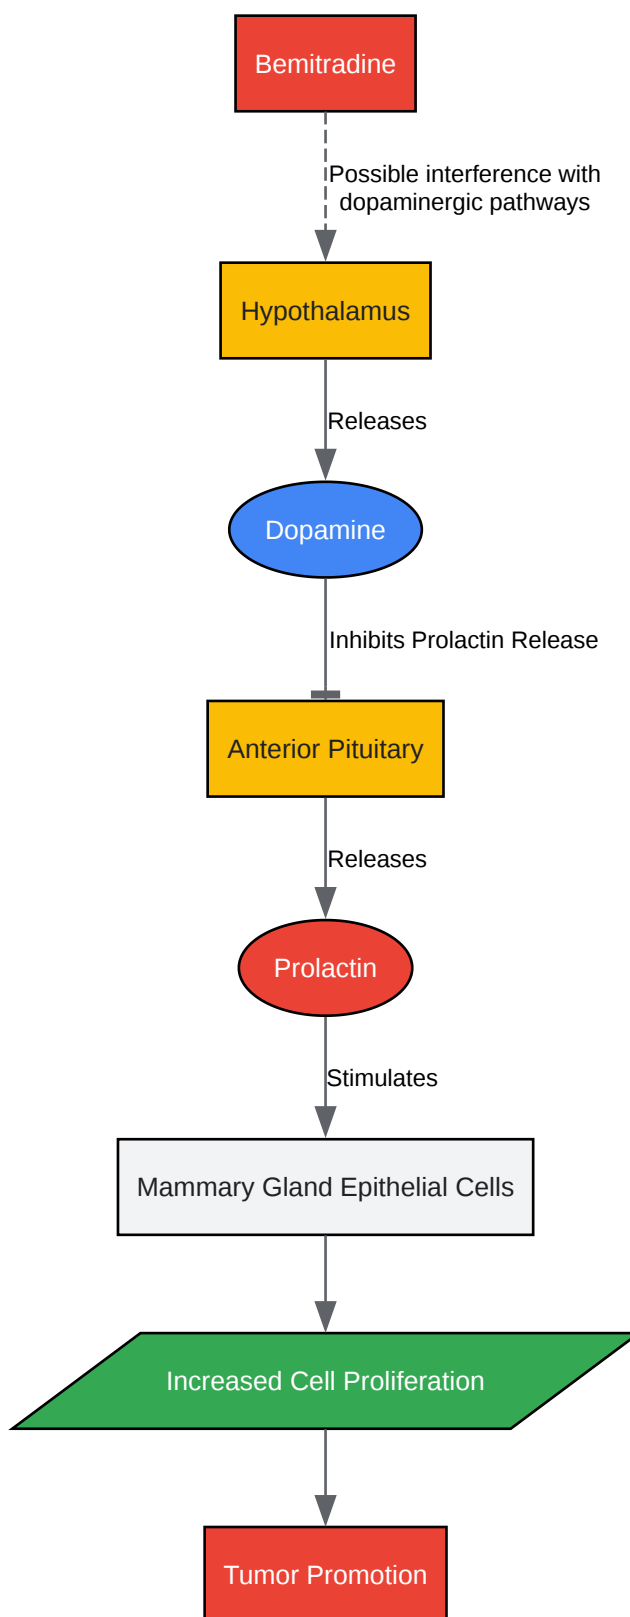 Bemitradine
Possible interference with
dopaminergic pathways
Hypothalamus
Releases
Dopamine
Inhibits Prolactin Release
Anterior Pituitary
Releases
Prolactin
Stimulates
Mammary Gland Epithelial Cells
Increased Cell Proliferation
Tumor Promotion